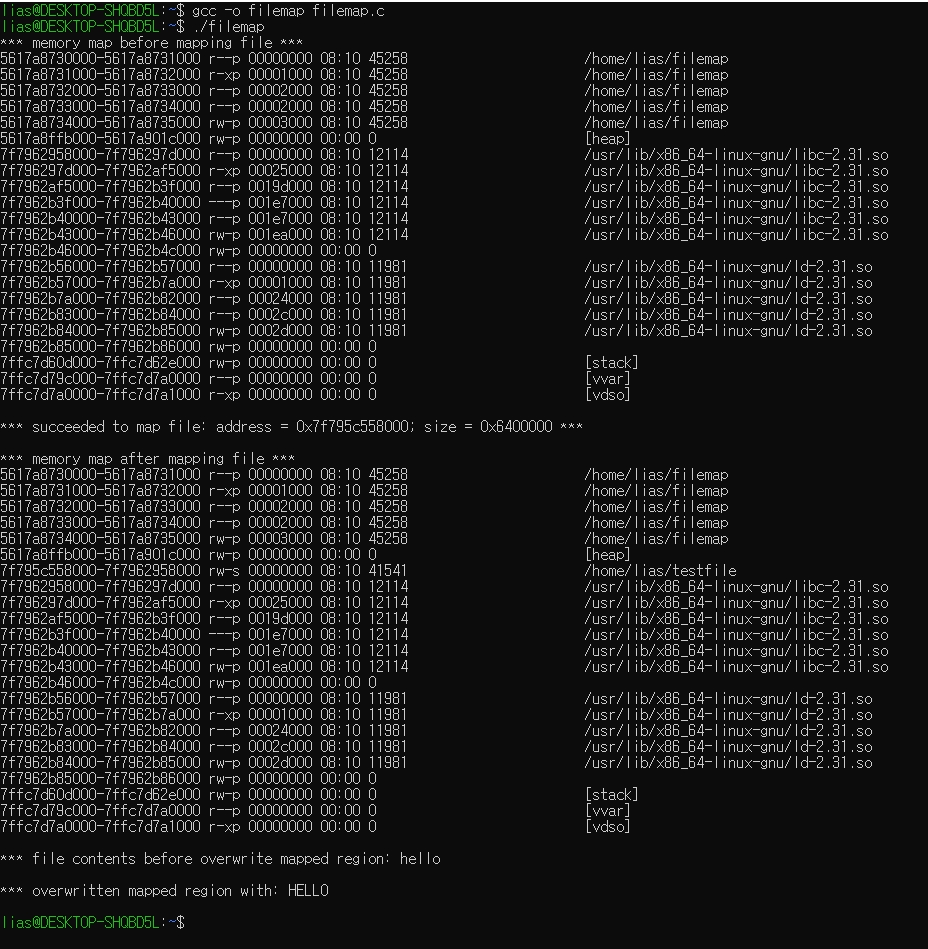 lias@DESKTOP-SHQBD5L:~$ gcc -o filemap filemap.c
lias@DESKTOP-SHQBD5L:~$ ./filemap
*** memory map before mapping file ***
5617a8730000-5617a8731000 r--p 00000000 08:10 45258 /home/lias/filemap
5617a8731000-5617a8732000 r-xp 00001000 08:10 45258 /home/lias/filemap
5617a8732000-5617a8733000 r--p 00002000 08:10 45258 /home/lias/filemap
5617a8733000-5617a8734000 r--p 00002000 08:10 45258 /home/lias/filemap
5617a8734000-5617a8735000 rw-p 00003000 08:10 45258 /home/lias/filemap
5617a8ffb000-5617a901c000 rw-p 00000000 00:00 0 [heap]
7f7962958000-7f796297d000 r--p 00000000 08:10 12114 /usr/lib/x86_64-linux-gnu/libc-2.31.so
7f796297d000-7f7962af5000 r-xp 00025000 08:10 12114 /usr/lib/x86_64-linux-gnu/libc-2.31.so
7f7962af5000-7f7962b3f000 r--p 0019d000 08:10 12114 /usr/lib/x86_64-linux-gnu/libc-2.31.so
7f7962b3f000-7f7962b40000 ---p 001e7000 08:10 12114 /usr/lib/x86_64-linux-gnu/libc-2.31.so
7f7962b40000-7f7962b43000 r--p 001e7000 08:10 12114 /usr/lib/x86_64-linux-gnu/libc-2.31.so
7f7962b43000-7f7962b46000 rw-p 001ea000 08:10 12114 /usr/lib/x86_64-linux-gnu/libc-2.31.so
7f7962b46000-7f7962b4c000 rw-p 00000000 00:00 0
7f7962b56000-7f7962b57000 r--p 00000000 08:10 11981 /usr/lib/x86_64-linux-gnu/ld-2.31.so
7f7962b57000-7f7962b7a000 r-xp 00001000 08:10 11981 /usr/lib/x86_64-linux-gnu/ld-2.31.so
7f7962b7a000-7f7962b82000 r--p 00024000 08:10 11981 /usr/lib/x86_64-linux-gnu/ld-2.31.so
7f7962b83000-7f7962b84000 r--p 0002c000 08:10 11981 /usr/lib/x86_64-linux-gnu/ld-2.31.so
7f7962b84000-7f7962b85000 rw-p 0002d000 08:10 11981 /usr/lib/x86_64-linux-gnu/ld-2.31.so
7f7962b85000-7f7962b86000 rw-p 00000000 00:00 0
7ffc7d60d000-7ffc7d62e000 rw-p 00000000 00:00 0 [stack]
7ffc7d79c000-7ffc7d7a0000 r--p 00000000 00:00 0 [vvar]
7ffc7d7a0000-7ffc7d7a1000 r-xp 00000000 00:00 0 [vdso]
*** succeeded to map file: address = 0x7f795c558000; size = 0x6400000 ***
*** memory map after mapping file ***
5617a8730000-5617a8731000 r--p 00000000 08:10 45258 /home/lias/filemap
5617a8731000-5617a8732000 r-xp 00001000 08:10 45258 /home/lias/filemap
5617a8732000-5617a8733000 r--p 00002000 08:10 45258 /home/lias/filemap
5617a8733000-5617a8734000 r--p 00002000 08:10 45258 /home/lias/filemap
5617a8734000-5617a8735000 rw-p 00003000 08:10 45258 /home/lias/filemap
5617a8ffb000-5617a901c000 rw-p 00000000 00:00 0 [heap]
7f795c558000-7f7962958000 rw-s 00000000 08:10 41541 /home/lias/testfile
7f7962958000-7f796297d000 r--p 00000000 08:10 12114 /usr/lib/x86_64-linux-gnu/libc-2.31.so
7f796297d000-7f7962af5000 r-xp 00025000 08:10 12114 /usr/lib/x86_64-linux-gnu/libc-2.31.so
7f7962af5000-7f7962b3f000 r--p 0019d000 08:10 12114 /usr/lib/x86_64-linux-gnu/libc-2.31.so
7f7962b3f000-7f7962b40000 ---p 001e7000 08:10 12114 /usr/lib/x86_64-linux-gnu/libc-2.31.so
7f7962b40000-7f7962b43000 r--p 001e7000 08:10 12114 /usr/lib/x86_64-linux-gnu/libc-2.31.so
7f7962b43000-7f7962b46000 rw-p 001ea000 08:10 12114 /usr/lib/x86_64-linux-gnu/libc-2.31.so
7f7962b46000-7f7962b4c000 rw-p 00000000 00:00 0
7f7962b56000-7f7962b57000 r--p 00000000 08:10 11981 /usr/lib/x86_64-linux-gnu/ld-2.31.so
7f7962b57000-7f7962b7a000 r-xp 00001000 08:10 11981 /usr/lib/x86_64-linux-gnu/ld-2.31.so
7f7962b7a000-7f7962b82000 r--p 00024000 08:10 11981 /usr/lib/x86_64-linux-gnu/ld-2.31.so
7f7962b83000-7f7962b84000 r--p 0002c000 08:10 11981 /usr/lib/x86_64-linux-gnu/ld-2.31.so
7f7962b84000-7f7962b85000 rw-p 0002d000 08:10 11981 /usr/lib/x86_64-linux-gnu/ld-2.31.so
7f7962b85000-7f7962b86000 rw-p 00000000 00:00 0
7ffc7d60d000-7ffc7d62e000 rw-p 00000000 00:00 0 [stack]
7ffc7d79c000-7ffc7d7a0000 r--p 00000000 00:00 0 [vvar]
7ffc7d7a0000-7ffc7d7a1000 r-xp 00000000 00:00 0 [vdso]
*** file contents before overwrite mapped region: hello
*** overwritten mapped region with: HELLO
lias@DESKTOP-SHQBD5L:~$